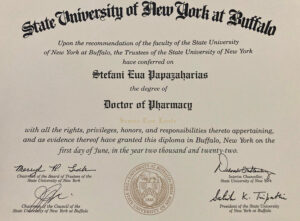 State University of New York at Buffalo
Upon the recommendation of the faculty of the State University
of New York at Buffalo, the Trustees of the State University of New York
have conferred on
Stefani Eva Papazaharias
the degree of
Doctor of Pharmacy
with all the rights, privileges, honors, and responsibilities thereto appertaining,
and as evidence thereof have granted this diploma in Buffalo, New York on the
first day of June, in the year two thousand and twenty-two
Chairman of the Board of Trustees of the
State University of New York
Interim Chancellor
State University of New York
Chairman of the Council of the
State University of New York at Buffalo
Satish K. Tripathi
President of the State University
of New York at Buffalo